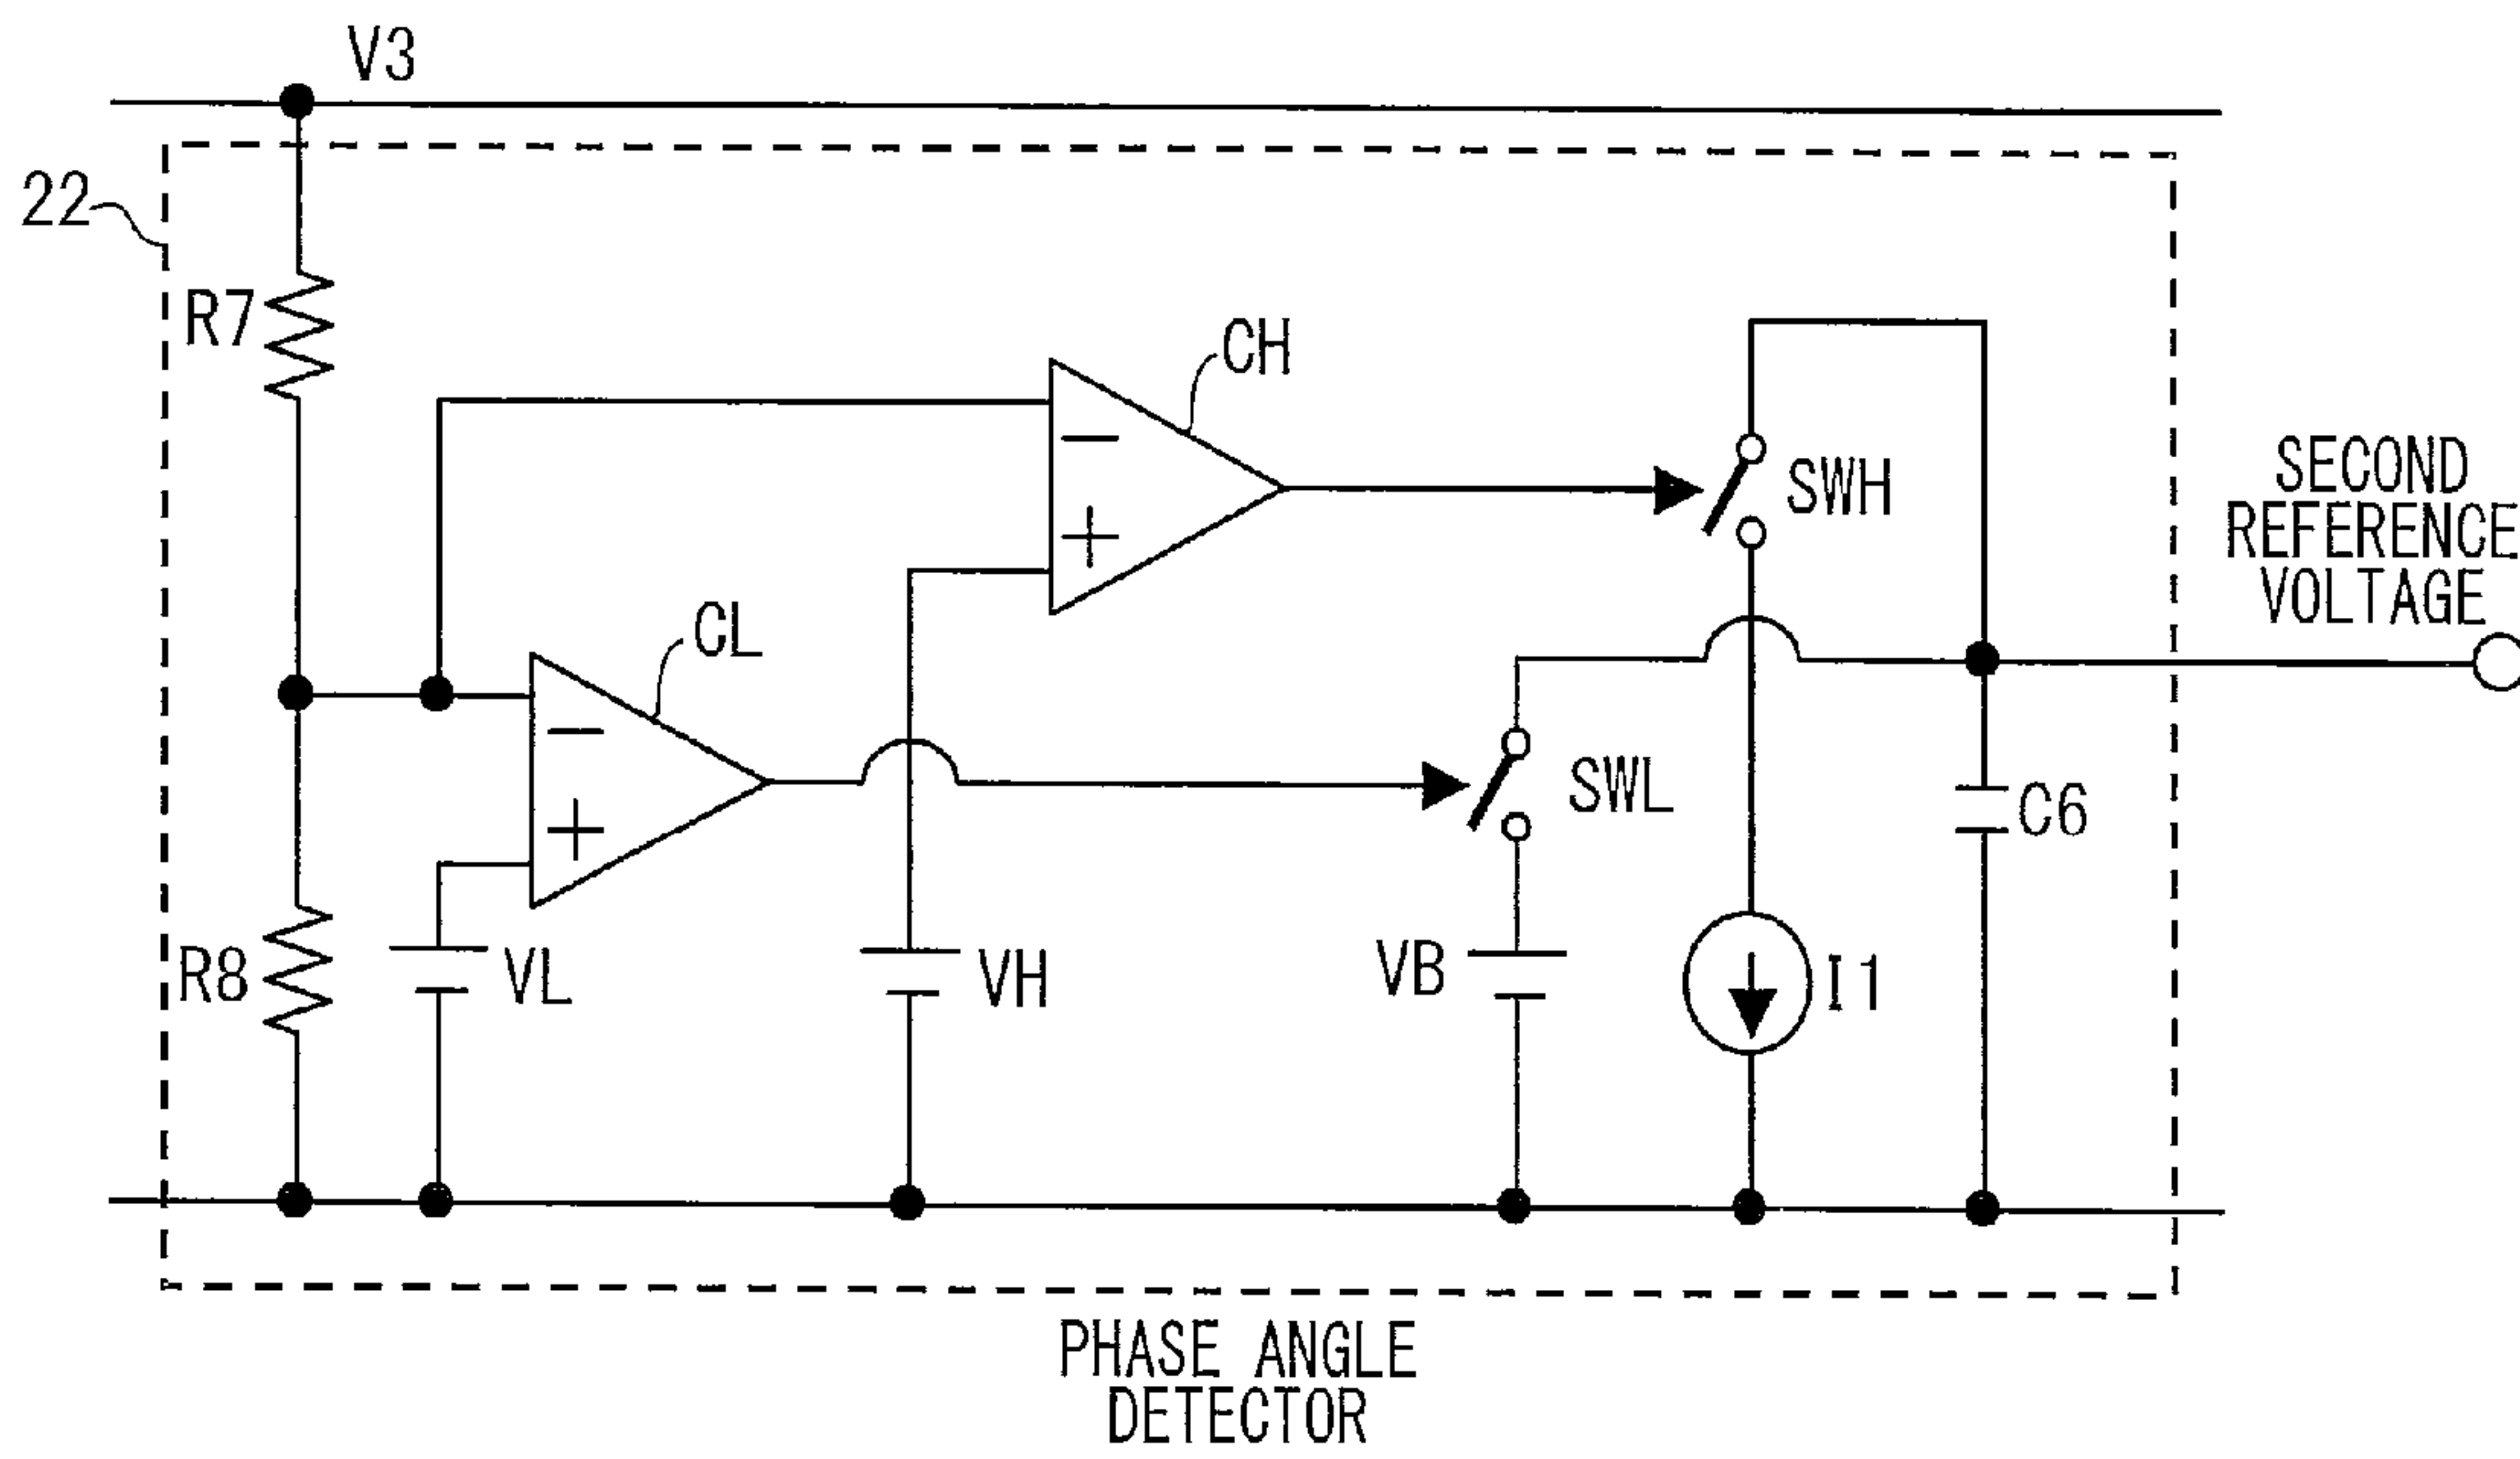 V3
22
R7
CH
SWH
SECOND
REFERENCE
VOLTAGE
CL
SWL
C6
R8
VL
VH
VB
I1
PHASE ANGLE
DETECTOR